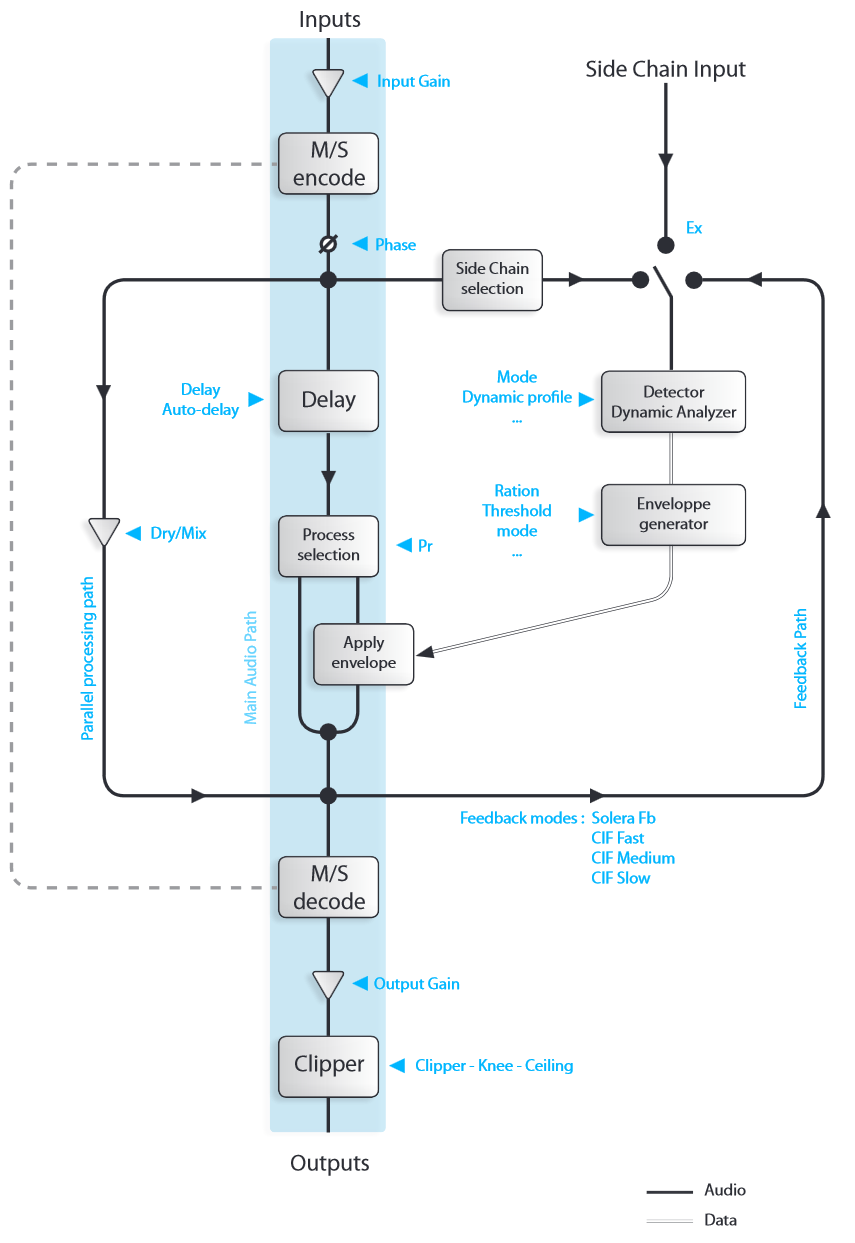 Inputs
Input Gain
Side Chain Input
M/S
encode
Ex
Phase
Side Chain
selection
Delay
Auto-delay
Delay
Mode
Dynamic profile
...
Detector
Dynamic Analyzer
Ration
Threshold
mode
...
Enveloppe
generator
Dry/Mix
Process
selection
Pr
Parallel processing path
Main Audio Path
Apply
envelope
Feedback Path
Feedback modes : Solera Fb
CIF Fast
CIF Medium
CIF Slow
M/S
decode
Output Gain
Clipper
Clipper - Knee - Ceiling
Outputs
Audio
Data